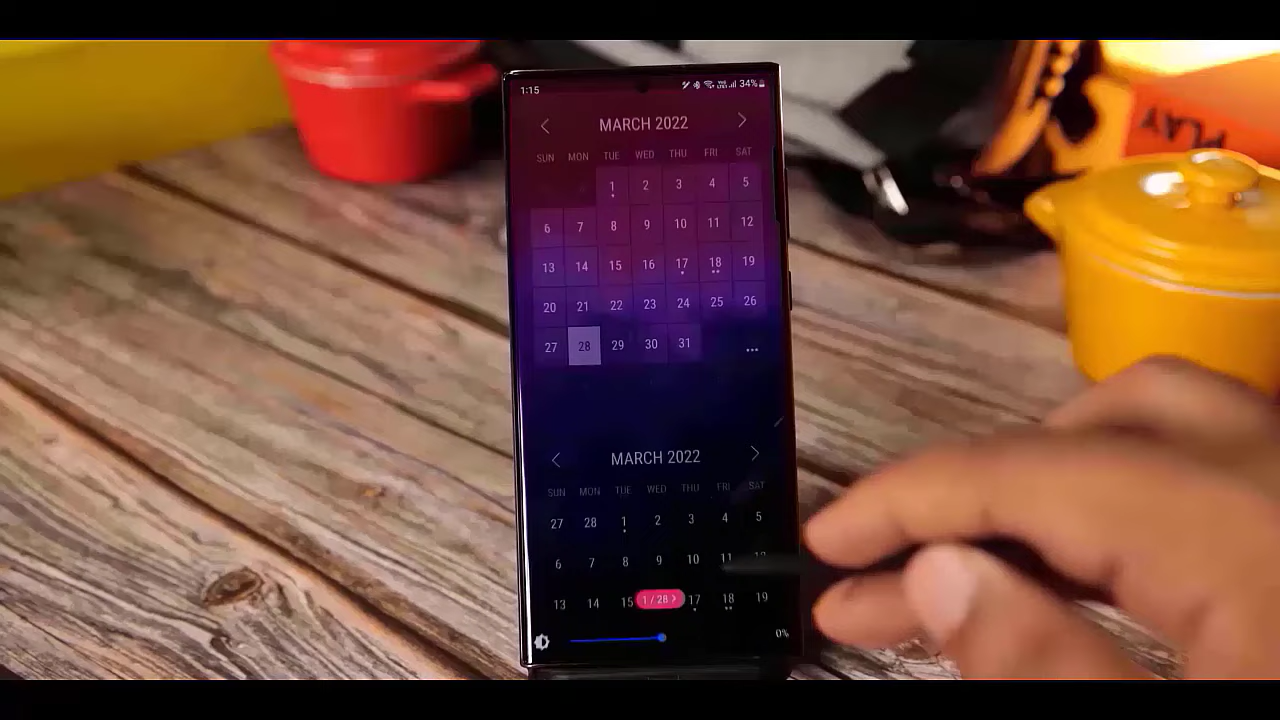 1:15 34%
MARCH 2022
SUN MON TUE WED THU FRI SAT
1 2 3 4 5
6 7 8 9 10 11 12
13 14 15 16 17 18 19
20 21 22 23 24 25 26
27 28 29 30 31
MARCH 2022
SUN MON TUE WED THU FRI SAT
27 28 1 2 3 4 5
6 7 8 9 10 11 12
13 14 15 1 / 28 > 17 18 19
0%
PLAY